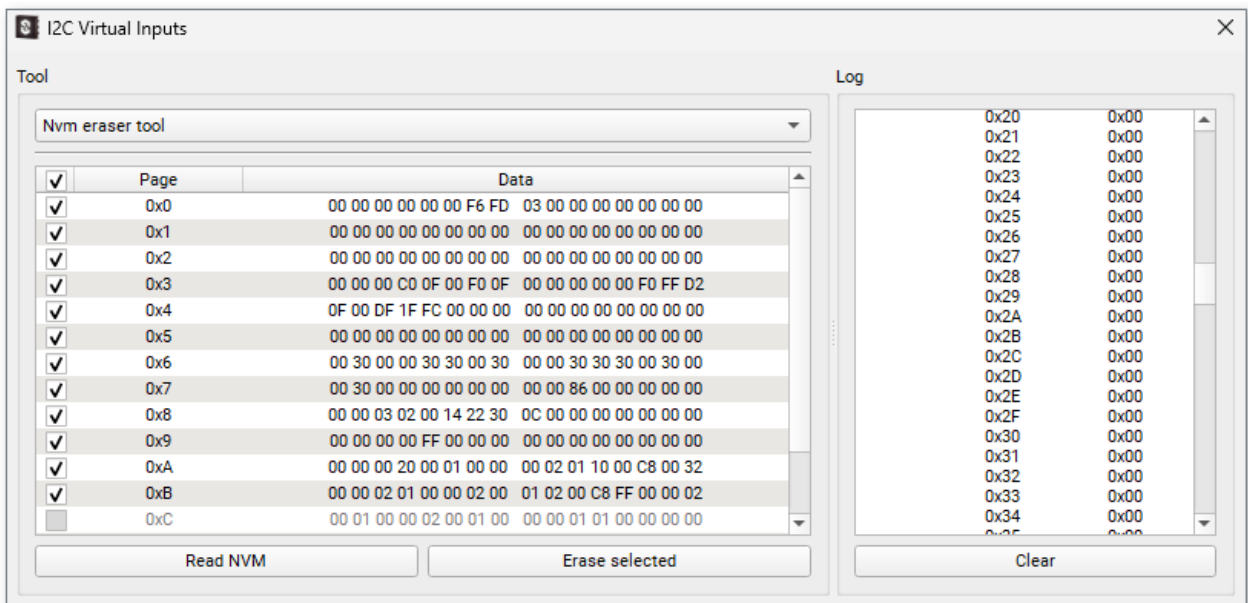 I2C Virtual Inputs
Tool
Nvm eraser tool
Page Data
0x0 00 00 00 00 00 00 F6 FD 03 00 00 00 00 00 00 00
0x1 00 00 00 00 00 00 00 00 00 00 00 00 00 00 00 00
0x2 00 00 00 00 00 00 00 00 00 00 00 00 00 00 00 00
0x3 00 00 00 C0 0F 00 F0 0F 00 00 00 00 00 F0 FF D2
0x4 0F 00 DF 1F FC 00 00 00 00 00 00 00 00 00 00 00
0x5 00 00 00 00 00 00 00 00 00 00 00 00 00 00 00 00
0x6 00 30 00 00 30 30 00 30 00 00 30 30 30 00 30 00
0x7 00 30 00 00 00 00 00 00 00 00 86 00 00 00 00 00
0x8 00 00 03 02 00 14 22 30 0C 00 00 00 00 00 00 00
0x9 00 00 00 00 FF 00 00 00 00 00 00 00 00 00 00 00
0xA 00 00 00 20 00 01 00 00 00 02 01 10 00 C8 00 32
0xB 00 00 02 01 00 00 02 00 01 02 00 C8 FF 00 00 02
0xC 00 01 00 00 02 00 01 00 00 00 01 01 00 00 00 00
Read NVM Erase selected
Log
0x20 0x00
0x21 0x00
0x22 0x00
0x23 0x00
0x24 0x00
0x25 0x00
0x26 0x00
0x27 0x00
0x28 0x00
0x29 0x00
0x2A 0x00
0x2B 0x00
0x2C 0x00
0x2D 0x00
0x2E 0x00
0x2F 0x00
0x30 0x00
0x31 0x00
0x32 0x00
0x33 0x00
0x34 0x00
Clear